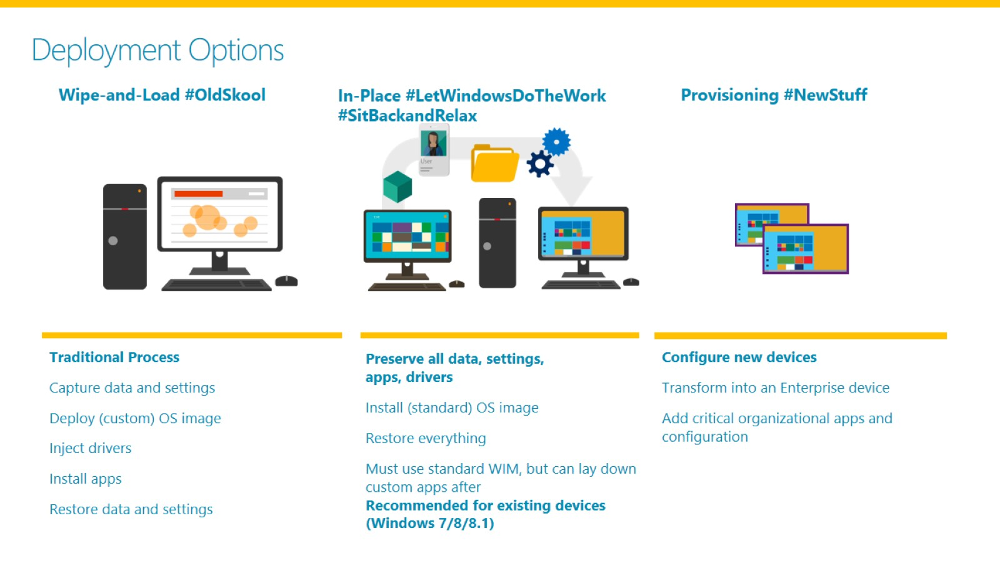 Deployment Options
Wipe-and-Load #OldSkool
In-Place #LetWindowsDoTheWork
#SitBackandRelax
Provisioning #NewStuff
User
Traditional Process
Capture data and settings
Deploy (custom) OS image
Inject drivers
Install apps
Restore data and settings
Preserve all data, settings,
apps, drivers
Install (standard) OS image
Restore everything
Must use standard WIM, but can lay down
custom apps after
Recommended for existing devices
(Windows 7/8/8.1)
Configure new devices
Transform into an Enterprise device
Add critical organizational apps and
configuration